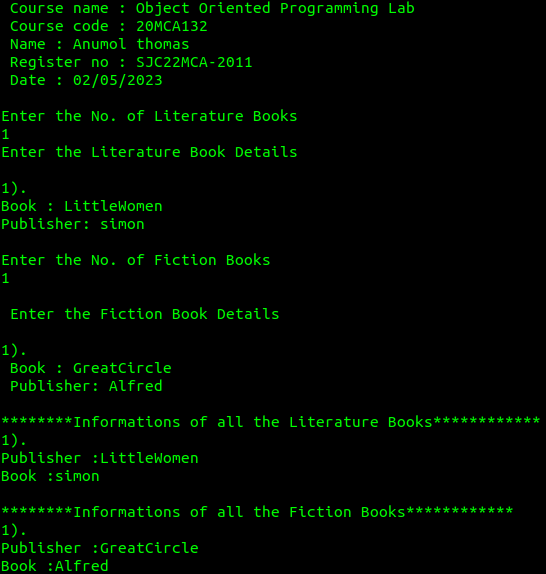 Course name : Object Oriented Programming Lab
Course code : 20MCA132
Name : Anumol thomas
Register no : SJC22MCA-2011
Date : 02/05/2023
Enter the No. of Literature Books
1
Enter the Literature Book Details
1).
Book : LittleWomen
Publisher: simon
Enter the No. of Fiction Books
1
Enter the Fiction Book Details
1).
Book : GreatCircle
Publisher: Alfred
********Informations of all the Literature Books************
1).
Publisher :LittleWomen
Book :simon
********Informations of all the Fiction Books************
1).
Publisher :GreatCircle
Book :Alfred